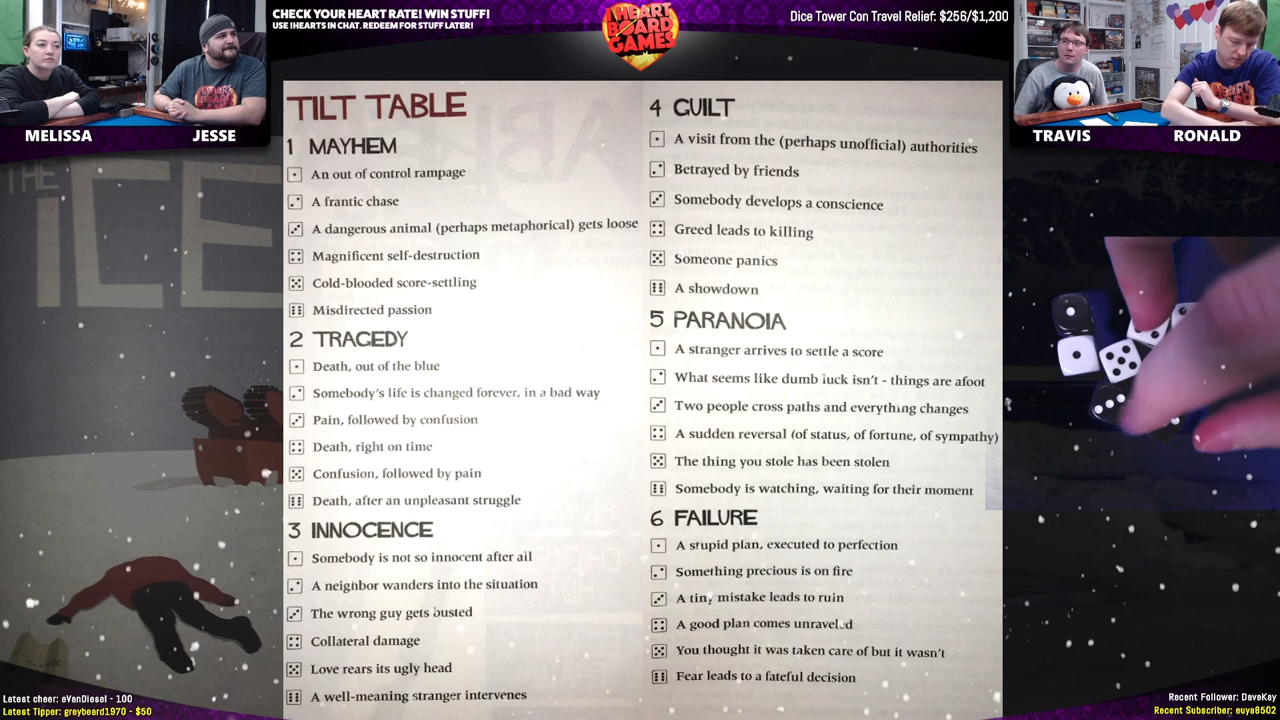 CHECK YOUR HEART RATE! WIN STUFF!
USE !HEARTS IN CHAT. REDEEM FOR STUFF LATER!
I HEART
BOARD
GAMES
Dice Tower Con Travel Relief: $256/$1,200
MELISSA
JESSE
TRAVIS
RONALD
THE
ICE
TILT TABLE
1 MAYHEM
An out of control rampage
A frantic chase
A dangerous animal (perhaps metaphorical) gets loose
Magnificent self-destruction
Cold-blooded score-settling
Misdirected passion
2 TRAGEDY
Death, out of the blue
Somebody's life is changed forever, in a bad way
Pain, followed by confusion
Death, right on time
Confusion, followed by pain
Death, after an unpleasant struggle
3 INNOCENCE
Somebody is not so innocent after all
A neighbor wanders into the situation
The wrong guy gets busted
Collateral damage
Love rears its ugly head
A well-meaning stranger intervenes
4 GUILT
A visit from the (perhaps unofficial) authorities
Betrayed by friends
Somebody develops a conscience
Greed leads to killing
Someone panics
A showdown
5 PARANOIA
A stranger arrives to settle a score
What seems like dumb luck isn't - things are afoot
Two people cross paths and everything changes
A sudden reversal (of status, of fortune, of sympathy)
The thing you stole has been stolen
Somebody is watching, waiting for their moment
6 FAILURE
A stupid plan, executed to perfection
Something precious is on fire
A tiny mistake leads to ruin
A good plan comes unraveled
You thought it was taken care of but it wasn't
Fear leads to a fateful decision
Latest cheer: eVanDiesel - 100
Latest Tipper: greybeard1970 - $50
Recent Follower: DaveKay
Recent Subscriber: euye8502